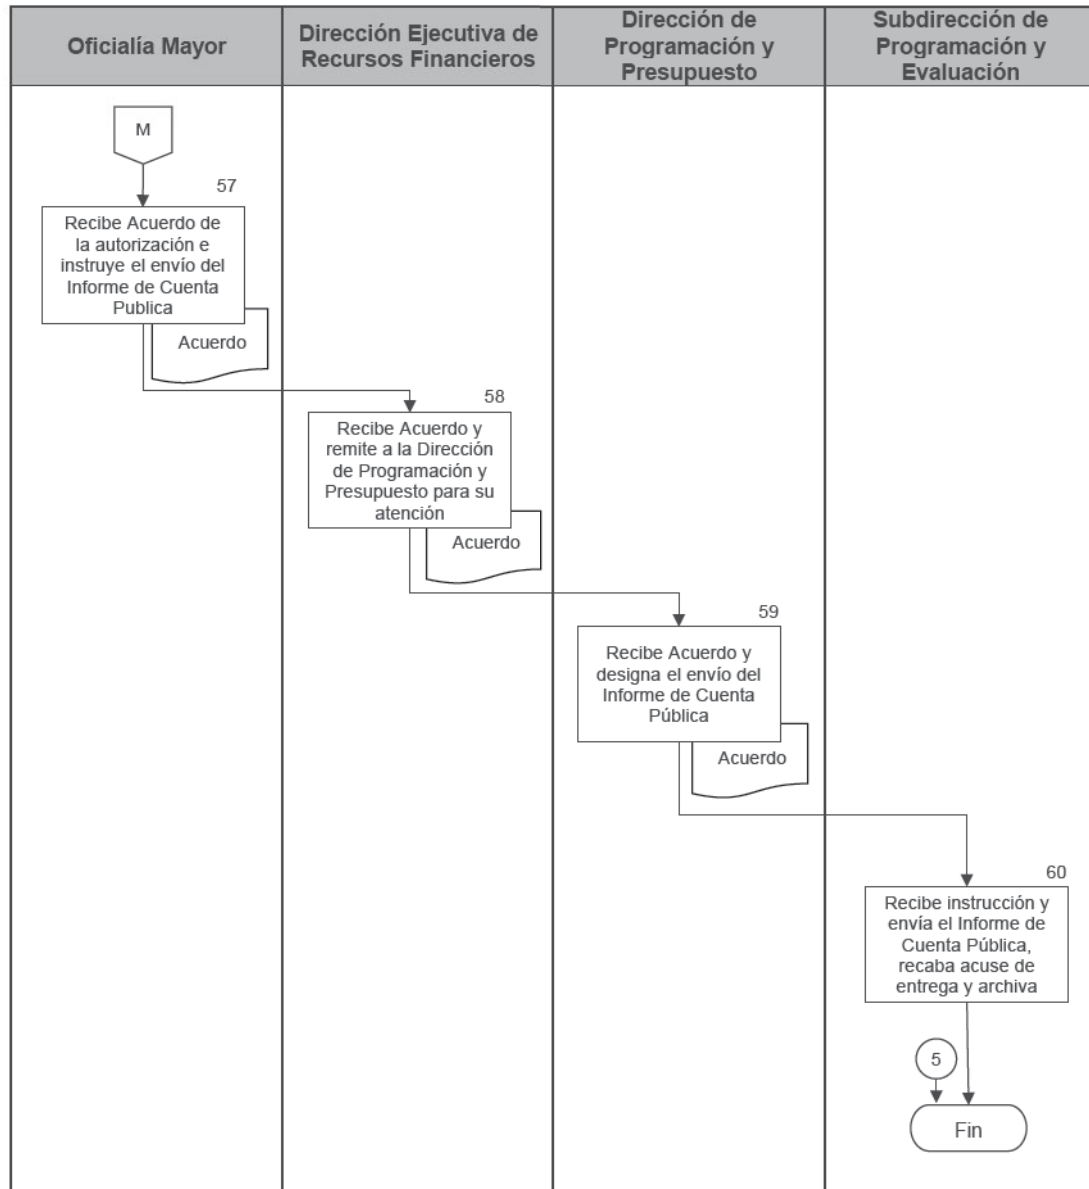 Oficialía Mayor
Dirección Ejecutiva de
Recursos Financieros
Dirección de
Programación y
Presupuesto
Subdirección de
Programación y
Evaluación
M
57
Recibe Acuerdo de
la autorización e
instruye el envío del
Informe de Cuenta
Publica
Acuerdo
58
Recibe Acuerdo y
remite a la Dirección
de Programación y
Presupuesto para su
atención
Acuerdo
59
Recibe Acuerdo y
designa el envío del
Informe de Cuenta
Pública
Acuerdo
60
Recibe instrucción y
envía el Informe de
Cuenta Pública,
recaba acuse de
entrega y archiva
5
Fin